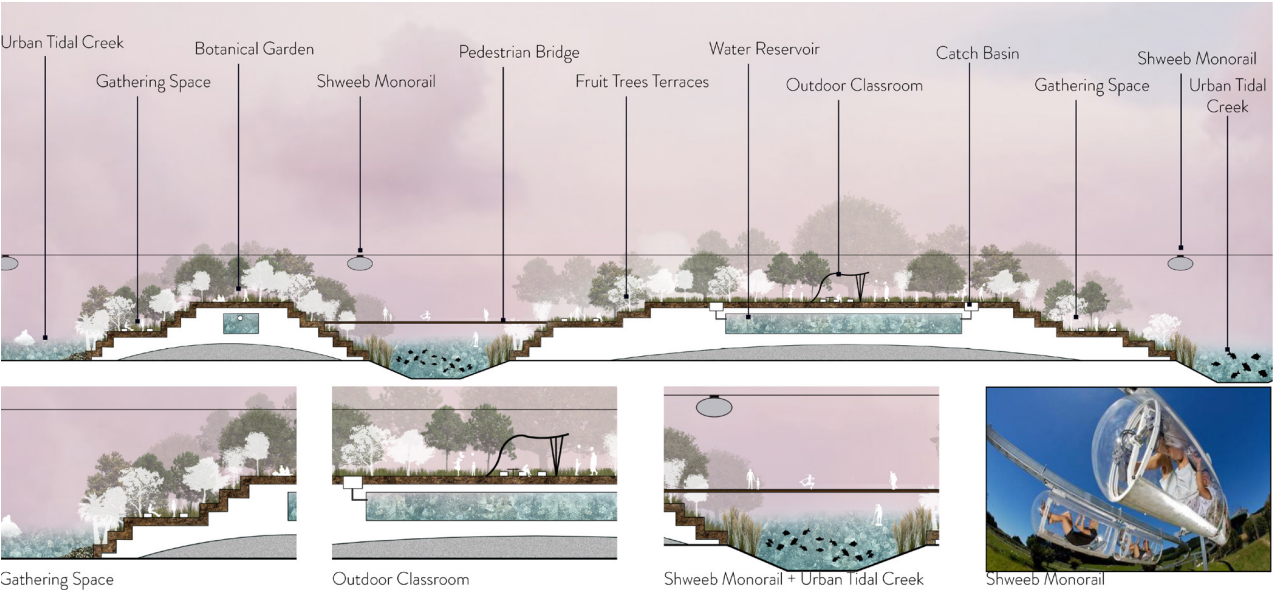 Urban Tidal Creek
Gathering Space
Botanical Garden
Shweeb Monorail
Pedestrian Bridge
Fruit Trees Terraces
Water Reservoir
Outdoor Classroom
Catch Basin
Gathering Space
Shweeb Monorail
Urban Tidal
Creek
Gathering Space
Outdoor Classroom
Shweeb Monorail + Urban Tidal Creek
Shweeb Monorail